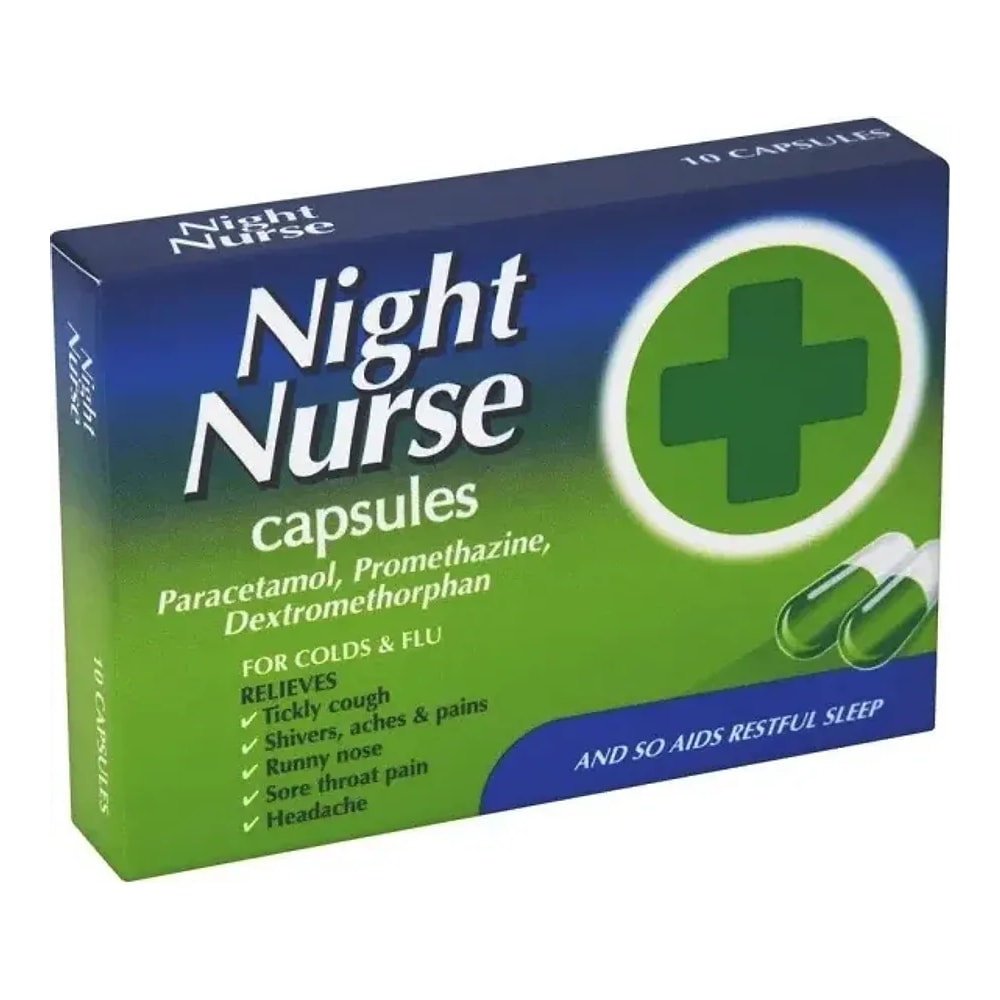 10 CAPSULES
Night
Nurse
Night
Nurse
Night
Nurse
capsules
Paracetamol, Promethazine,
Dextromethorphan
FOR COLDS & FLU
RELIEVES
✓ Tickly cough
✓ Shivers, aches & pains
✓ Runny nose
✓ Sore throat pain
✓ Headache
AND SO AIDS RESTFUL SLEEP
10 CAPSULES